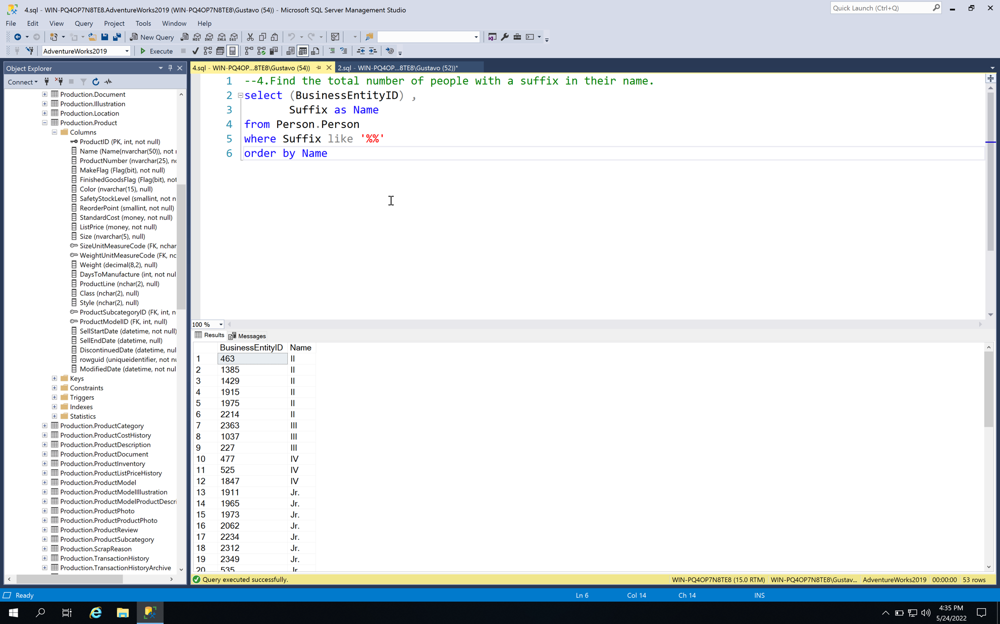 4.sql - WIN-PQ4OP7N8TE8.AdventureWorks2019 (WIN-PQ4OP7N8TE8\Gustavo (54)) - Microsoft SQL Server Management Studio
Quick Launch (Ctrl+Q)
File Edit View Query Project Tools Window Help
New Query MDX DMX XMLA DAX
AdventureWorks2019 Execute
Object Explorer
4.sql - WIN-PQ4OP...8TE8\Gustavo (54))
2.sql - WIN-PQ4OP...8TE8\Gustavo (52))*
Connect
Production.Document
Production.Illustration
Production.Location
Production.Product
Columns
ProductID (PK, int, not null)
Name (Name(nvarchar(50)), not
ProductNumber (nvarchar(25),
MakeFlag (Flag(bit), not null)
FinishedGoodsFlag (Flag(bit), not
Color (nvarchar(15), null)
SafetyStockLevel (smallint, not n
ReorderPoint (smallint, not null)
StandardCost (money, not null)
ListPrice (money, not null)
Size (nvarchar(5), null)
SizeUnitMeasureCode (FK, nchar
WeightUnitMeasureCode (FK, nc
Weight (decimal(8,2), null)
DaysToManufacture (int, not nul
ProductLine (nchar(2), null)
Class (nchar(2), null)
Style (nchar(2), null)
ProductSubcategoryID (FK, int, n
ProductModelID (FK, int, null)
SellStartDate (datetime, not null)
SellEndDate (datetime, null)
DiscontinuedDate (datetime, nul
rowguid (uniqueidentifier, not nu
ModifiedDate (datetime, not nul
Keys
Constraints
Triggers
Indexes
Statistics
Production.ProductCategory
Production.ProductCostHistory
Production.ProductDescription
Production.ProductDocument
Production.ProductInventory
Production.ProductListPriceHistory
Production.ProductModel
Production.ProductModelIllustration
Production.ProductModelProductDescri
Production.ProductPhoto
Production.ProductProductPhoto
Production.ProductReview
Production.ProductSubcategory
Production.ScrapReason
Production.TransactionHistory
Production.TransactionHistoryArchive
1 --4.Find the total number of people with a suffix in their name.
2 select (BusinessEntityID) ,
3 Suffix as Name
4 from Person.Person
5 where Suffix like '%%'
6 order by Name
100 %
Results Messages
BusinessEntityID Name
1 463 II
2 1385 II
3 1429 II
4 1915 II
5 1975 II
6 2214 II
7 2363 III
8 1037 III
9 227 III
10 477 IV
11 525 IV
12 1847 IV
13 1911 Jr.
14 1965 Jr.
15 1973 Jr.
16 2062 Jr.
17 2234 Jr.
18 2312 Jr.
19 2349 Jr.
20 535 Jr.
Query executed successfully. WIN-PQ4OP7N8TE8 (15.0 RTM) WIN-PQ4OP7N8TE8\Gustav... AdventureWorks2019 00:00:00 53 rows
Ready Ln 6 Col 14 Ch 14 INS
4:35 PM
5/24/2022